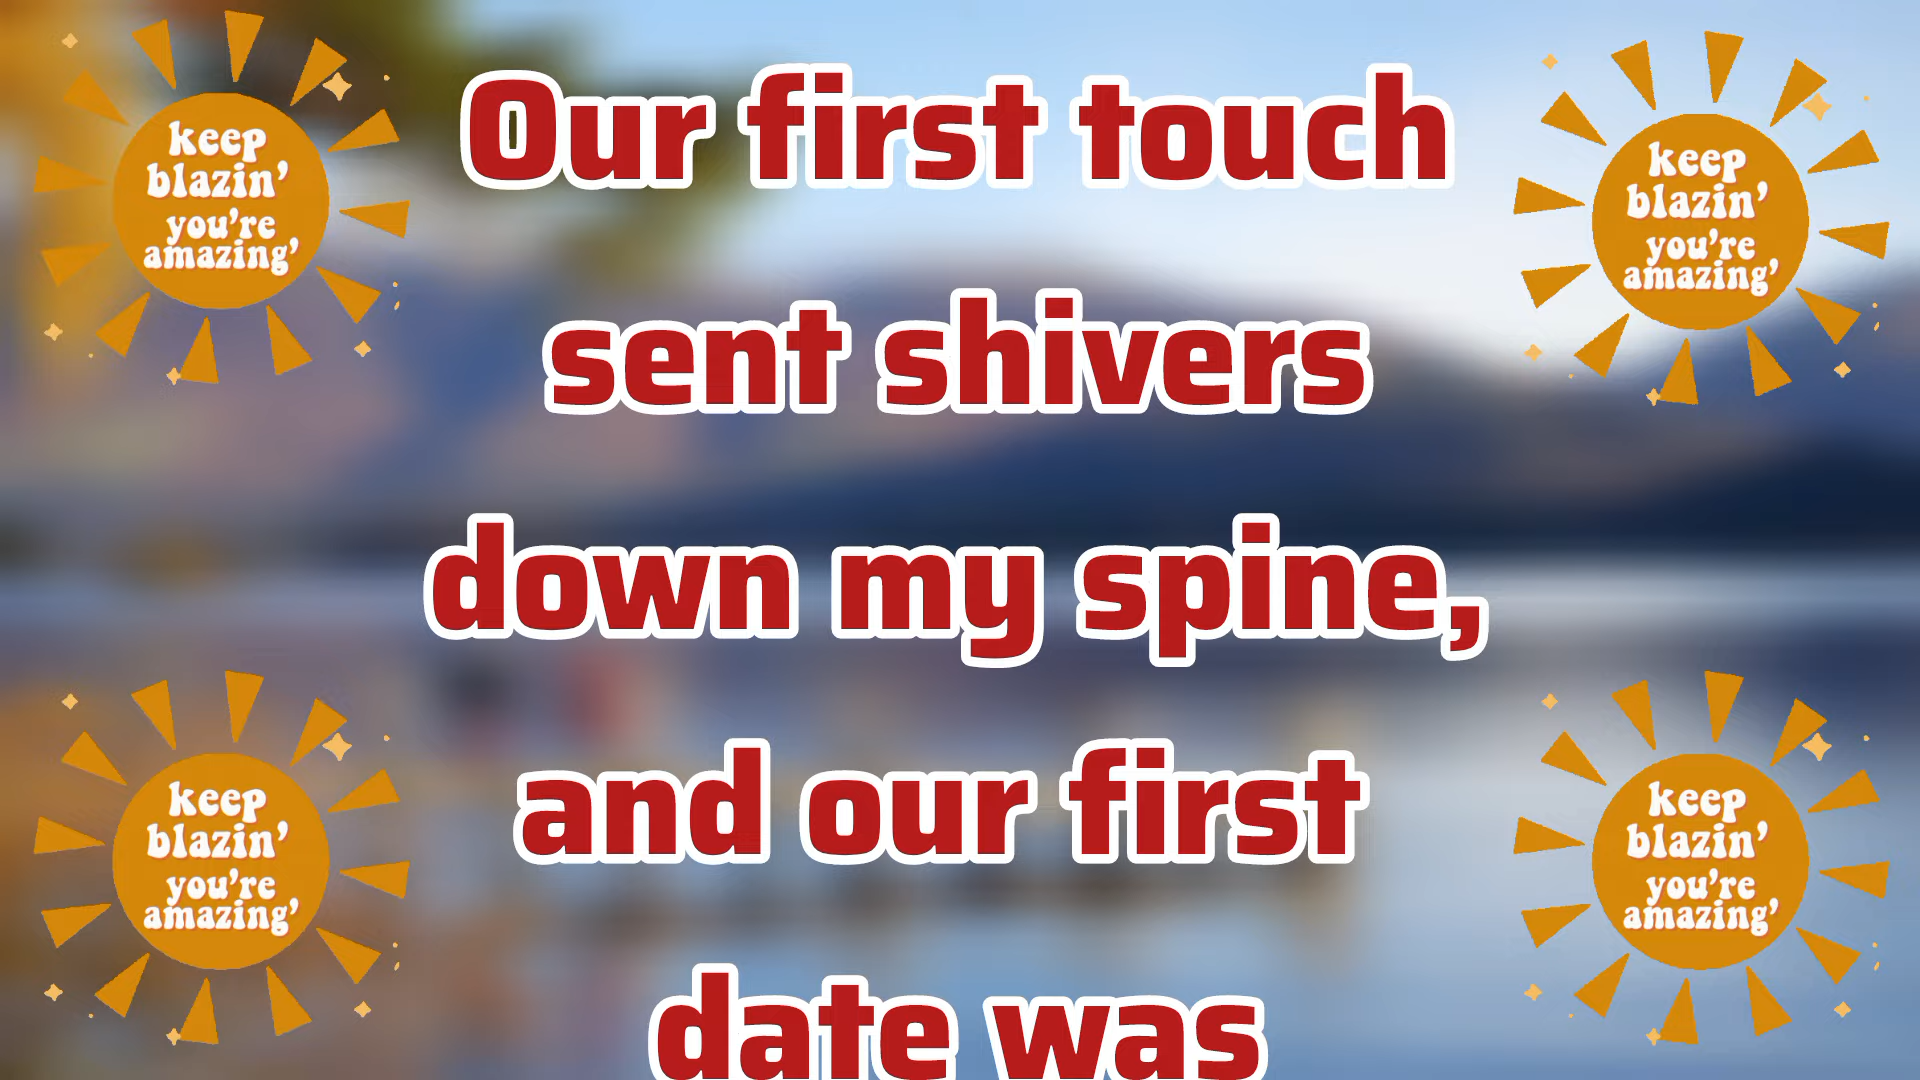 Our first touch
sent shivers
down my spine,
and our first
date was
keep
blazin'
you're
amazing'
keep
blazin'
you're
amazing'
keep
blazin'
you're
amazing'
keep
blazin'
you're
amazing'